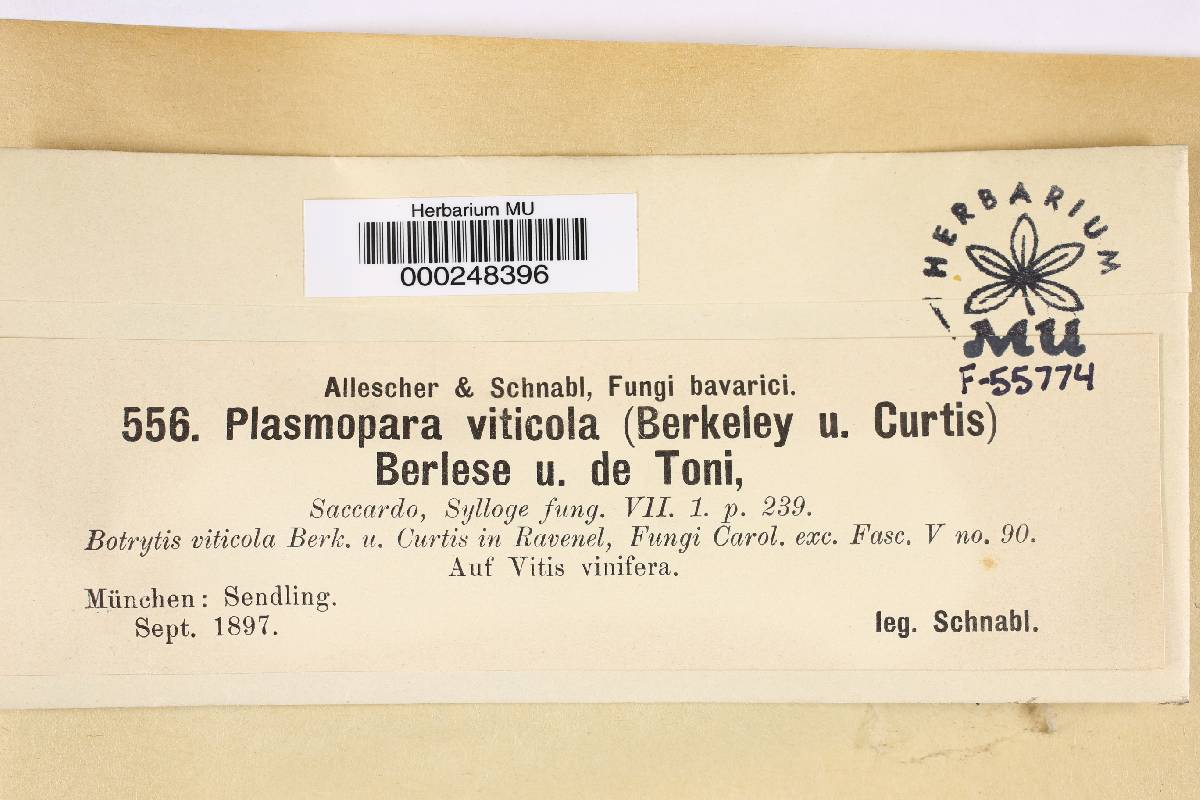 Herbarium MU
000248396
HERBARIUM
MU
F-55774
Allescher & Schnabl, Fungi bavarici.
556. Plasmopara viticola (Berkeley u. Curtis)
Berlese u. de Toni,
Saccardo, Sylloge fung. VII. 1. p. 239.
Botrytis viticola Berk. u. Curtis in Ravenel, Fungi Carol. exc. Fasc. V no. 90.
Auf Vitis vinifera.
München: Sendling.
Sept. 1897.
leg. Schnabl.